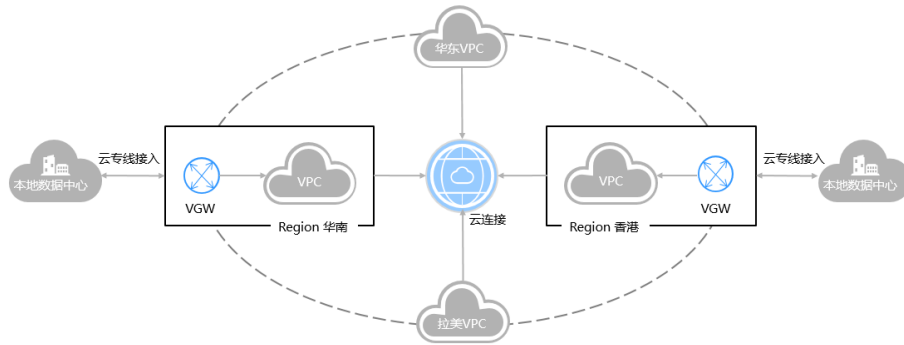 华东VPC
云专线接入
本地数据中心
VPC
VGW
Region 华南
云连接
VPC
VGW
Region 香港
云专线接入
本地数据中心
拉美VPC